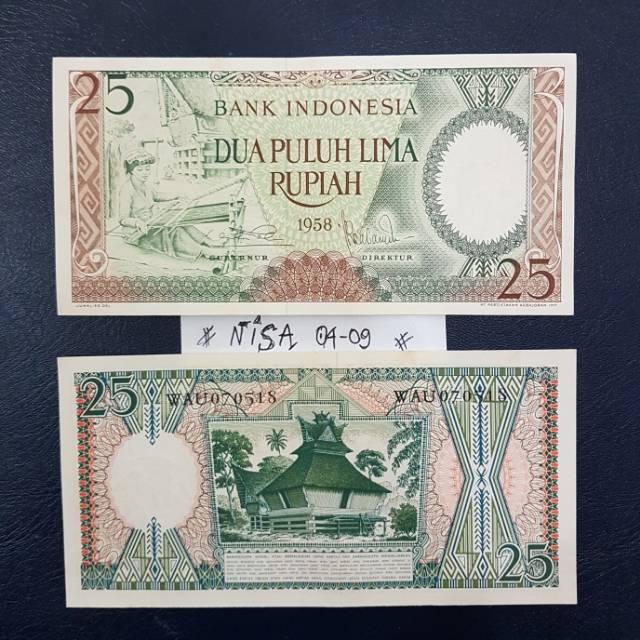 25
BANK INDONESIA
DUA PULUH LIMA
RUPIAH
1958
GUBERNUR DIREKTUR
25
# NISA 04-09 #
25 WAU070518 WAU070518
25